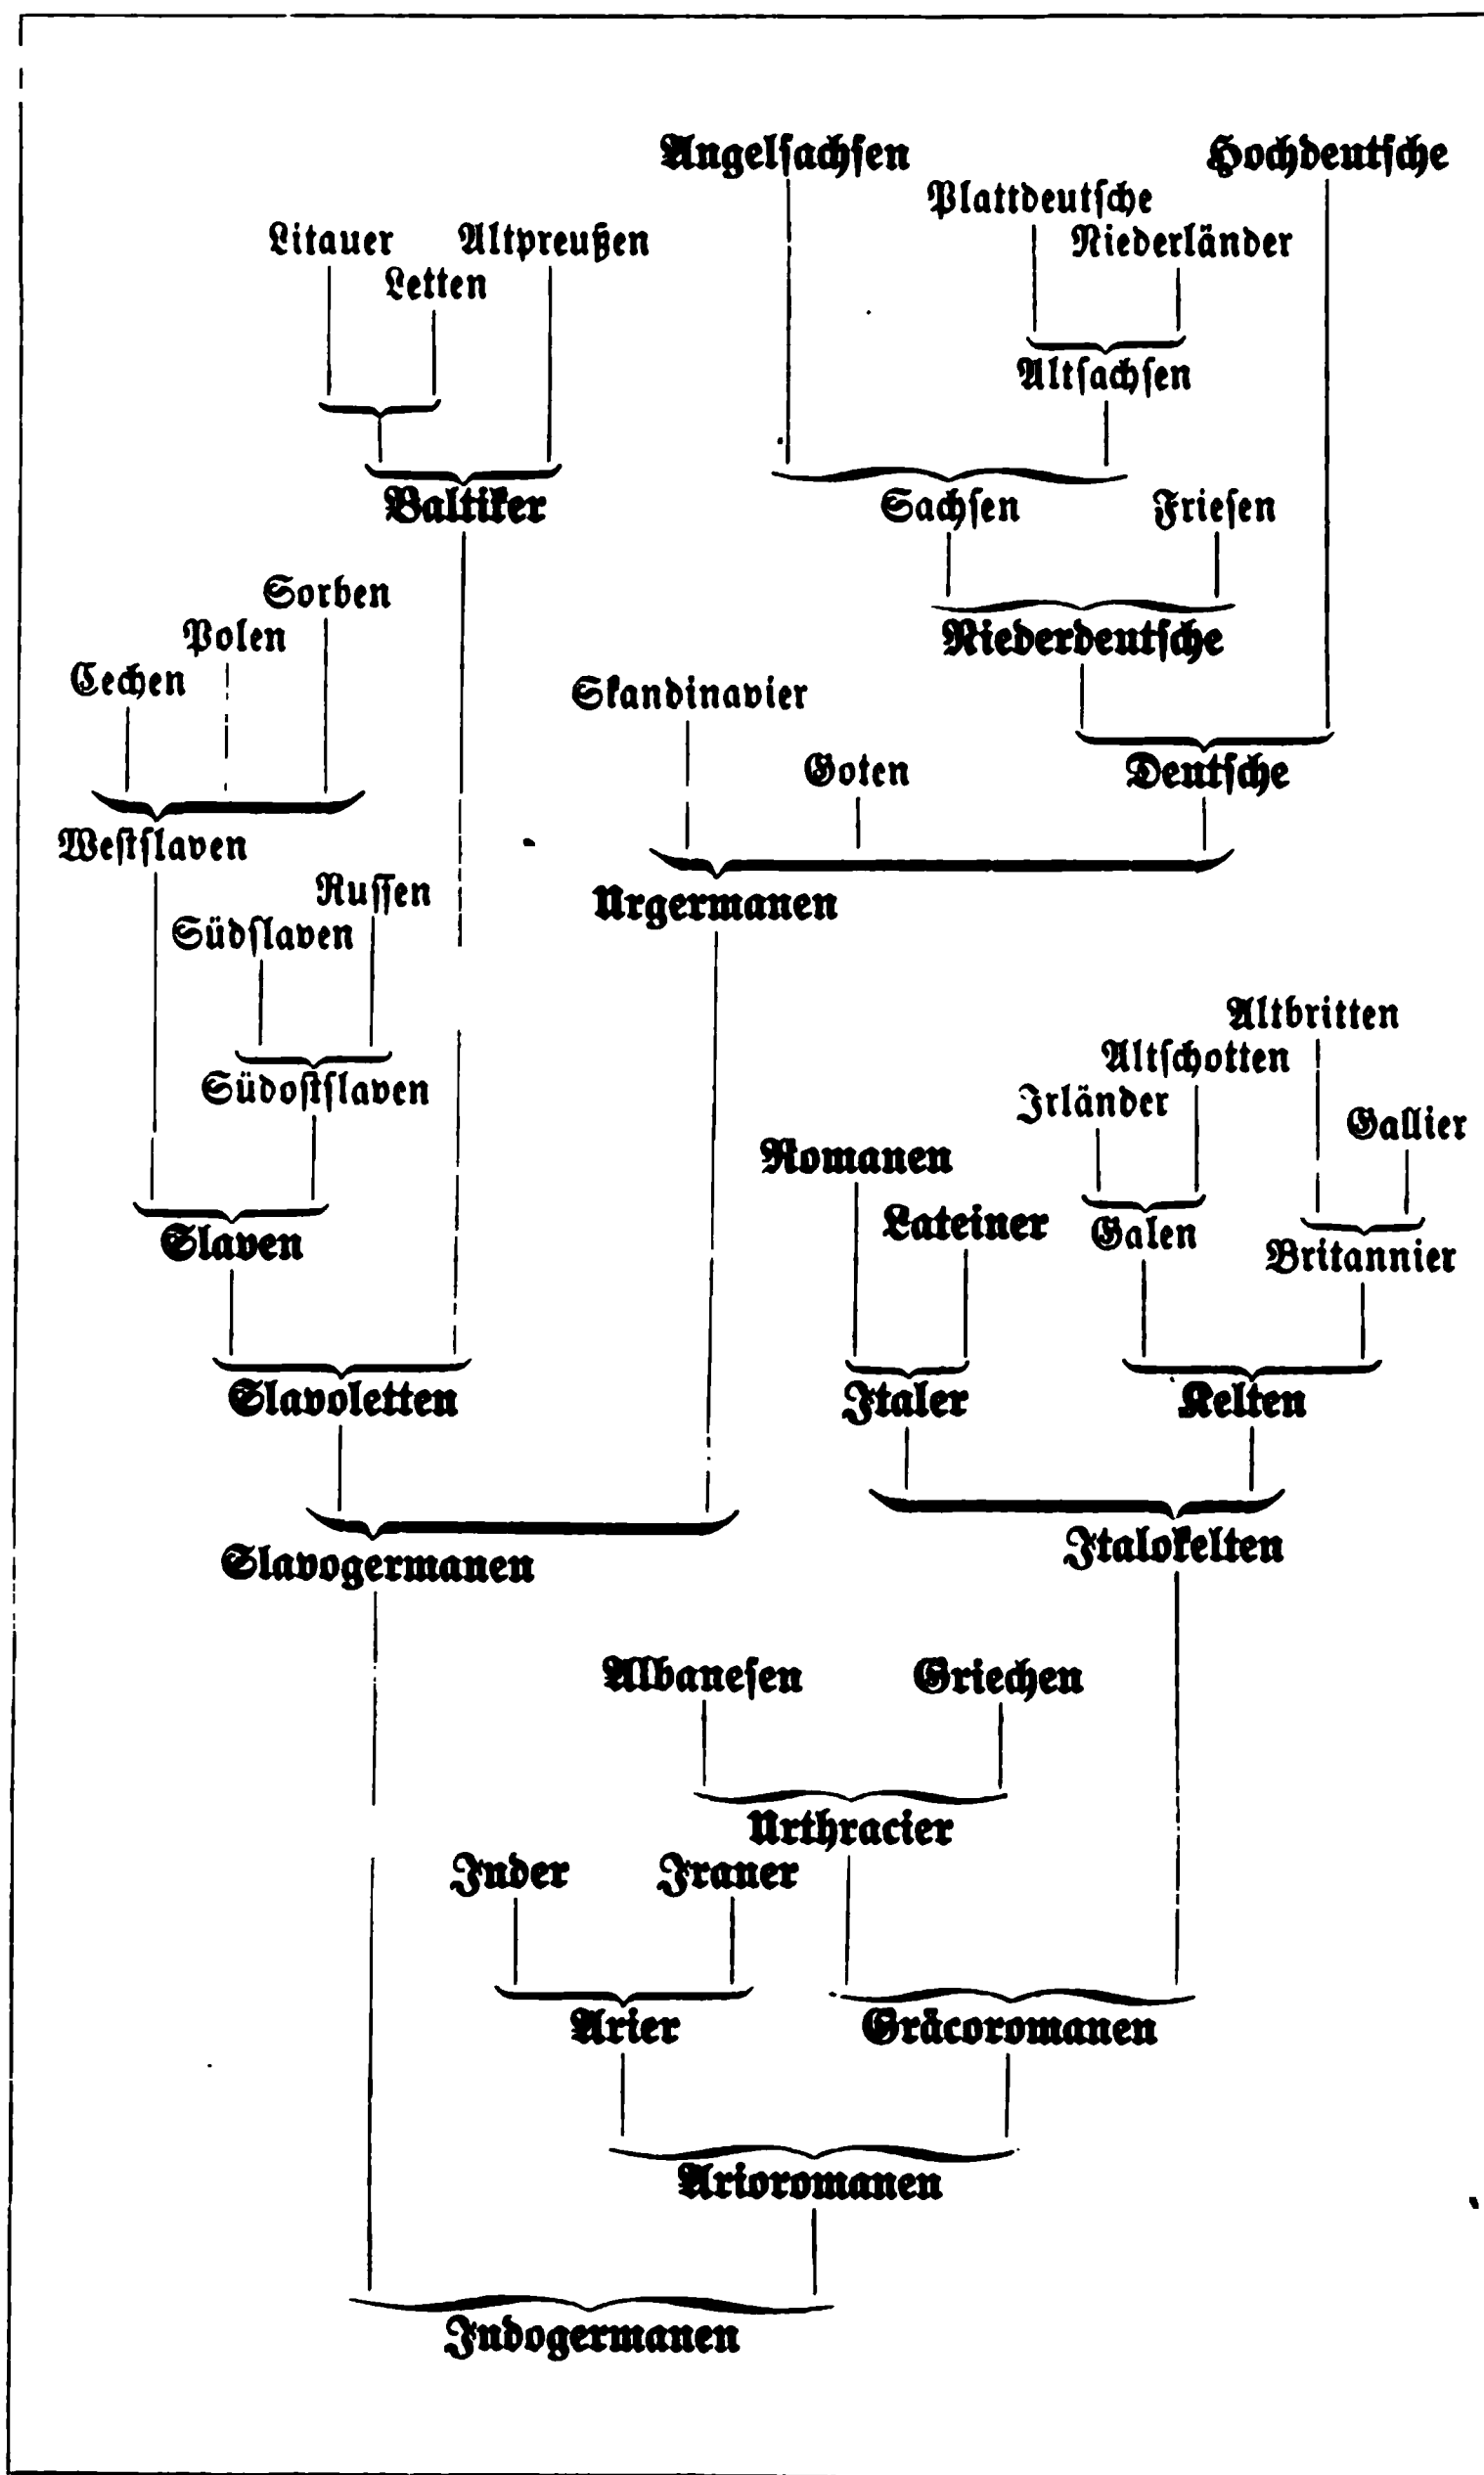 Angelsachsen
Hochdeutsche
Plattdeutsche
Litauer
Altpreußen
Niederländer
Letten
Altsachsen
Baltiker
Sachsen
Friesen
Sorben
Polen
Niederdeutsche
Cechen
Skandinavier
Goten
Deutsche
Westslaven
Russen
Urgermanen
Südslaven
Altbritten
Altschotten
Südostslaven
Irländer
Gallier
Romanen
Lateiner
Galen
Slaven
Britannier
Slavoletten
Italer
Kelten
Slavogermanen
Italokelten
Albanesen
Griechen
Urthracier
Inder
Iraner
Arier
Gräcoromanen
Arioromanen
Indogermanen